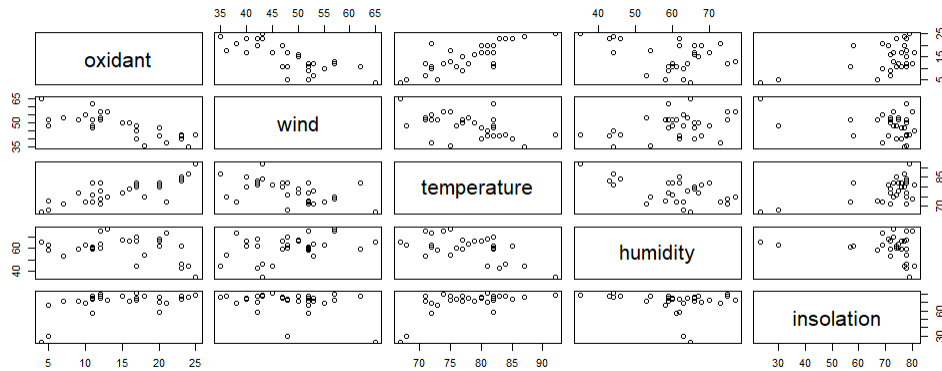 35 45 50 55 60 65 40 50 60 70
oxidant 5 15 25
35 50 65 wind
temperature 70 85
40 60 humidity
insolation 30 60
5 10 15 20 25 70 75 80 85 90 30 40 50 60 70 80